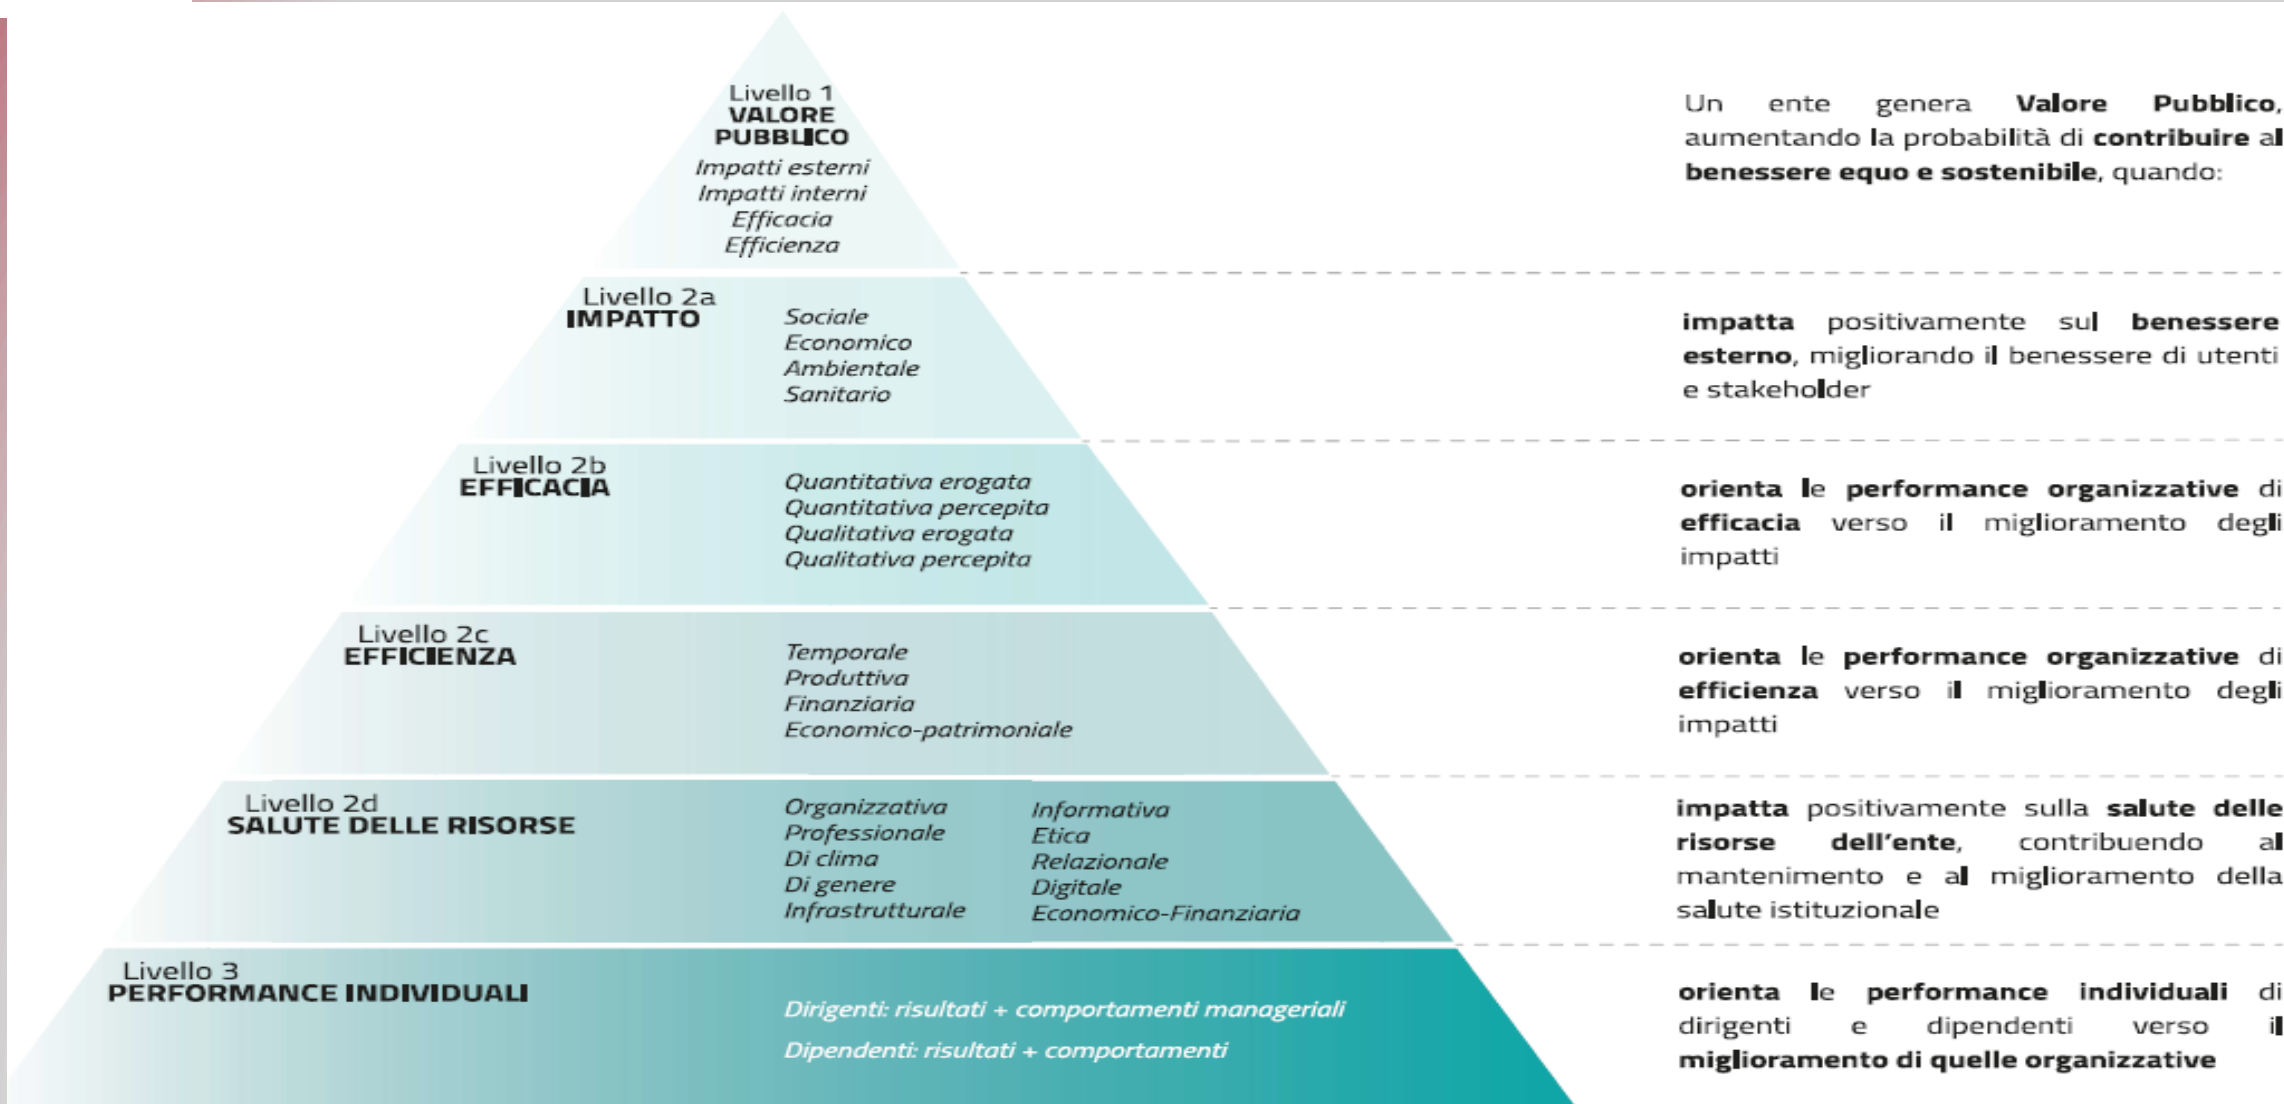 Livello 1
VALORE
PUBBLICO
Impatti esterni
Impatti interni
Efficacia
Efficienza
Un ente genera Valore Pubblico,
aumentando la probabilità di contribuire al
benessere equo e sostenibile, quando:
Livello 2a
IMPATTO
Sociale
Economico
Ambientale
Sanitario
impatta positivamente sul benessere
esterno, migliorando il benessere di utenti
e stakeholder
Livello 2b
EFFICACIA
Quantitativa erogata
Quantitativa percepita
Qualitativa erogata
Qualitativa percepita
orienta le performance organizzative di
efficacia verso il miglioramento degli
impatti
Livello 2c
EFFICIENZA
Temporale
Produttiva
Finanziaria
Economico-patrimoniale
orienta le performance organizzative di
efficienza verso il miglioramento degli
impatti
Livello 2d
SALUTE DELLE RISORSE
Organizzativa
Professionale
Di clima
Di genere
Infrastrutturale
Informativa
Etica
Relazionale
Digitale
Economico-Finanziaria
impatta positivamente sulla salute delle
risorse dell'ente, contribuendo al
mantenimento e al miglioramento della
salute istituzionale
Livello 3
PERFORMANCE INDIVIDUALI
Dirigenti: risultati + comportamenti manageriali
Dipendenti: risultati + comportamenti
orienta le performance individuali di
dirigenti e dipendenti verso il
miglioramento di quelle organizzative